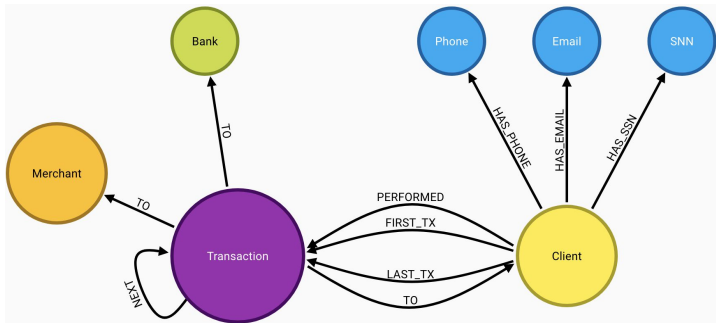 Bank
Phone
Email
SNN
TO
HAS_PHONE
HAS_EMAIL
HAS_SSN
Merchant
TO
PERFORMED
FIRST_TX
Transaction
Client
LAST_TX
NEXT
TO